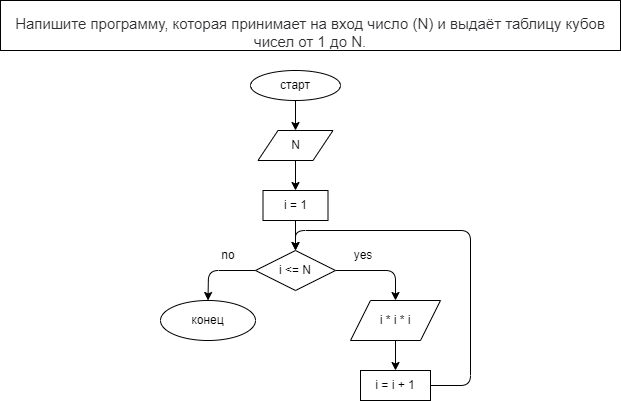 Напишите программу, которая принимает на вход число (N) и выдаёт таблицу кубов
чисел от 1 до N.
старт
N
i = 1
no
yes
i <= N
конец
i * i * i
i = i + 1